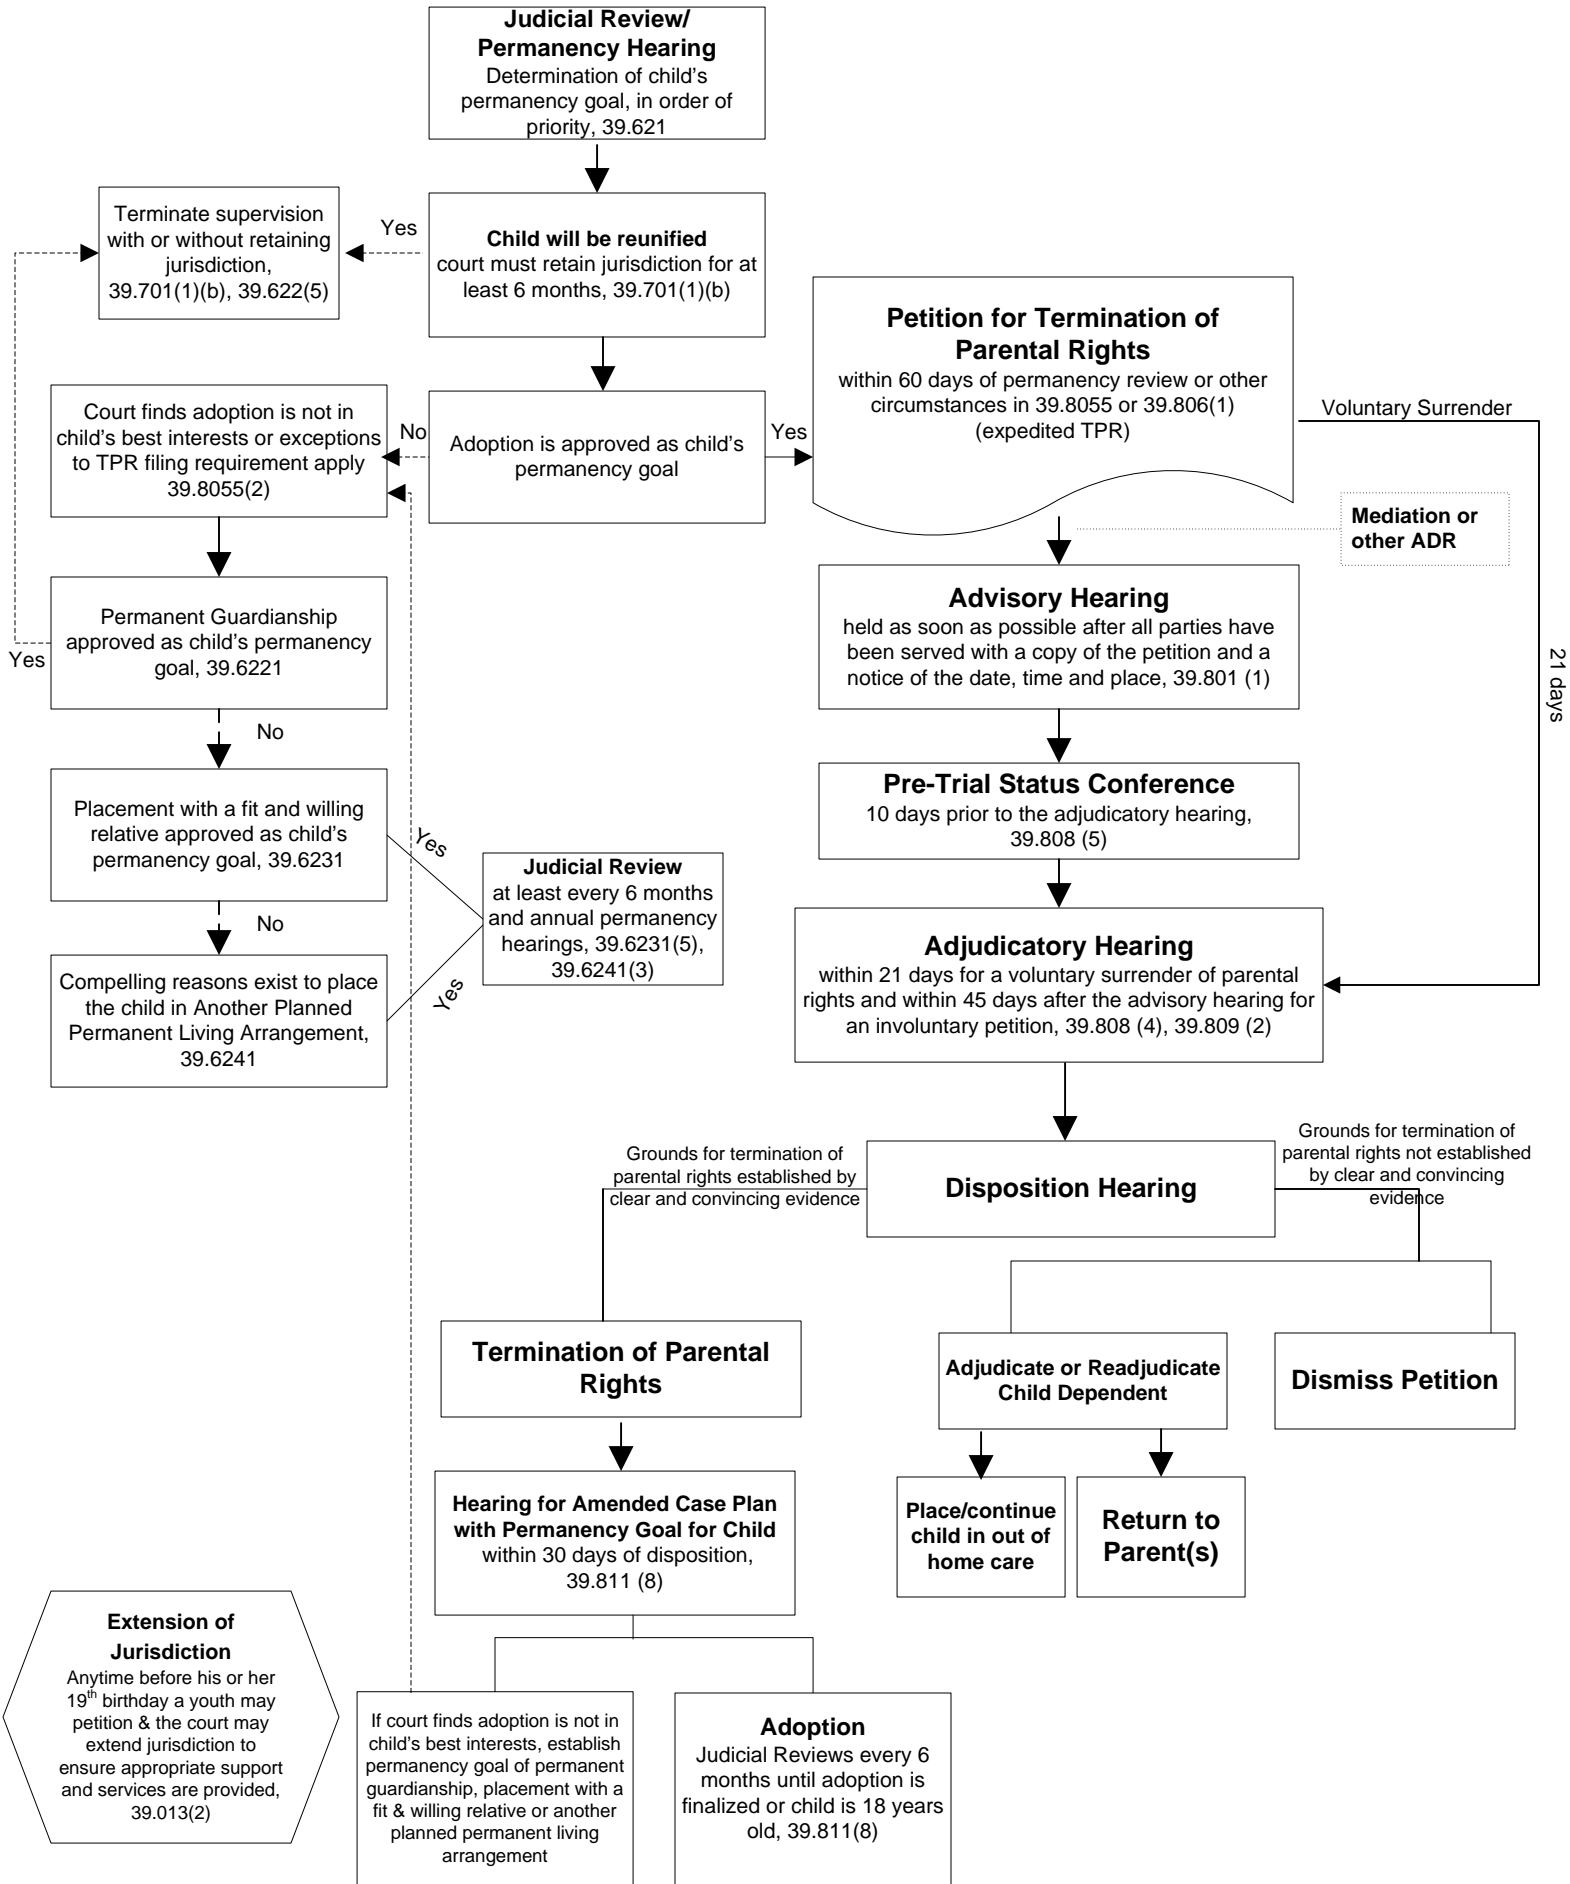 Judicial Review/
Permanency Hearing
Determination of child's
permanency goal, in order of
priority, 39.621
Terminate supervision
with or without retaining
jurisdiction,
39.701(1)(b), 39.622(5)
Yes
Child will be reunified
court must retain jurisdiction for at
least 6 months, 39.701(1)(b)
Petition for Termination of
Parental Rights
within 60 days of permanency review or other
circumstances in 39.8055 or 39.806(1)
(expedited TPR)
Voluntary Surrender
Court finds adoption is not in
child's best interests or exceptions
to TPR filing requirement apply
39.8055(2)
No
Adoption is approved as child's
permanency goal
Yes
Mediation or
other ADR
Permanent Guardianship
approved as child's permanency
goal, 39.6221
Yes
No
Advisory Hearing
held as soon as possible after all parties have
been served with a copy of the petition and a
notice of the date, time and place, 39.801 (1)
21 days
Pre-Trial Status Conference
10 days prior to the adjudicatory hearing,
39.808 (5)
Placement with a fit and willing
relative approved as child's
permanency goal, 39.6231
Yes
No
Judicial Review
at least every 6 months
and annual permanency
hearings, 39.6231(5),
39.6241(3)
Compelling reasons exist to place
the child in Another Planned
Permanent Living Arrangement,
39.6241
Yes
Adjudicatory Hearing
within 21 days for a voluntary surrender of parental
rights and within 45 days after the advisory hearing for
an involuntary petition, 39.808 (4), 39.809 (2)
Grounds for termination of
parental rights established by
clear and convincing evidence
Disposition Hearing
Grounds for termination of
parental rights not established
by clear and convincing
evidence
Termination of Parental
Rights
Adjudicate or Readjudicate
Child Dependent
Dismiss Petition
Hearing for Amended Case Plan
with Permanency Goal for Child
within 30 days of disposition,
39.811 (8)
Place/continue
child in out of
home care
Return to
Parent(s)
Extension of
Jurisdiction
Anytime before his or her
19th birthday a youth may
petition & the court may
extend jurisdiction to
ensure appropriate support
and services are provided,
39.013(2)
If court finds adoption is not in
child's best interests, establish
permanency goal of permanent
guardianship, placement with a
fit & willing relative or another
planned permanent living
arrangement
Adoption
Judicial Reviews every 6
months until adoption is
finalized or child is 18 years
old, 39.811(8)